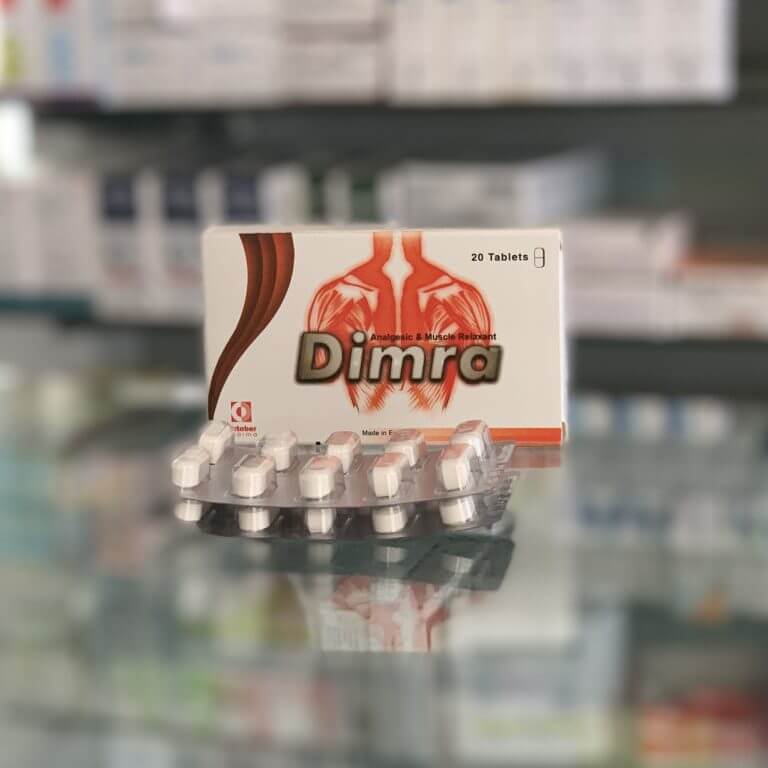 20 Tablets
Analgesic & Muscle Relaxant
Dimra
Made in